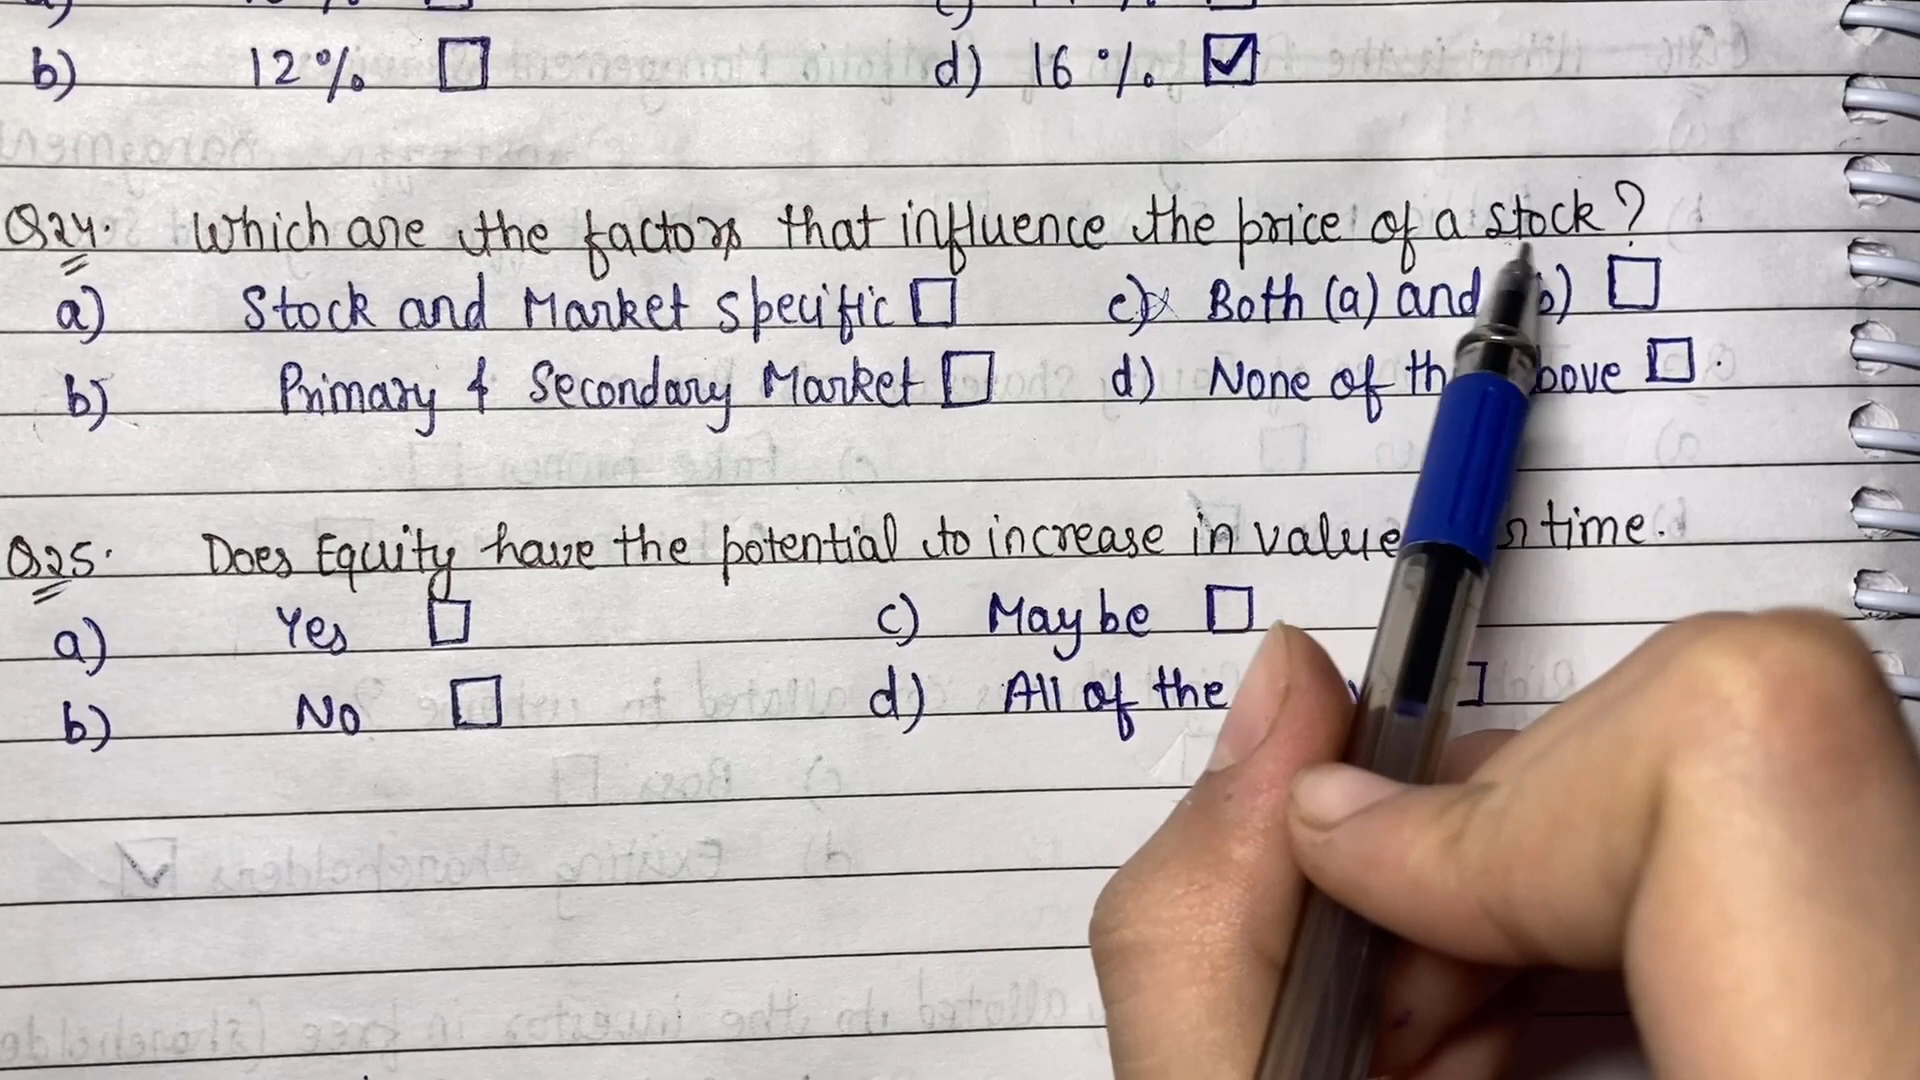 b) 12% d) 16%
Q24. Which are the factors that influence the price of a stock?
a) Stock and Market Specific c) Both (a) and b)
b) Primary & Secondary Market d) None of the above
Q25. Does Equity have the potential to increase in value time.
a) Yes c) Maybe
b) No d) All of the